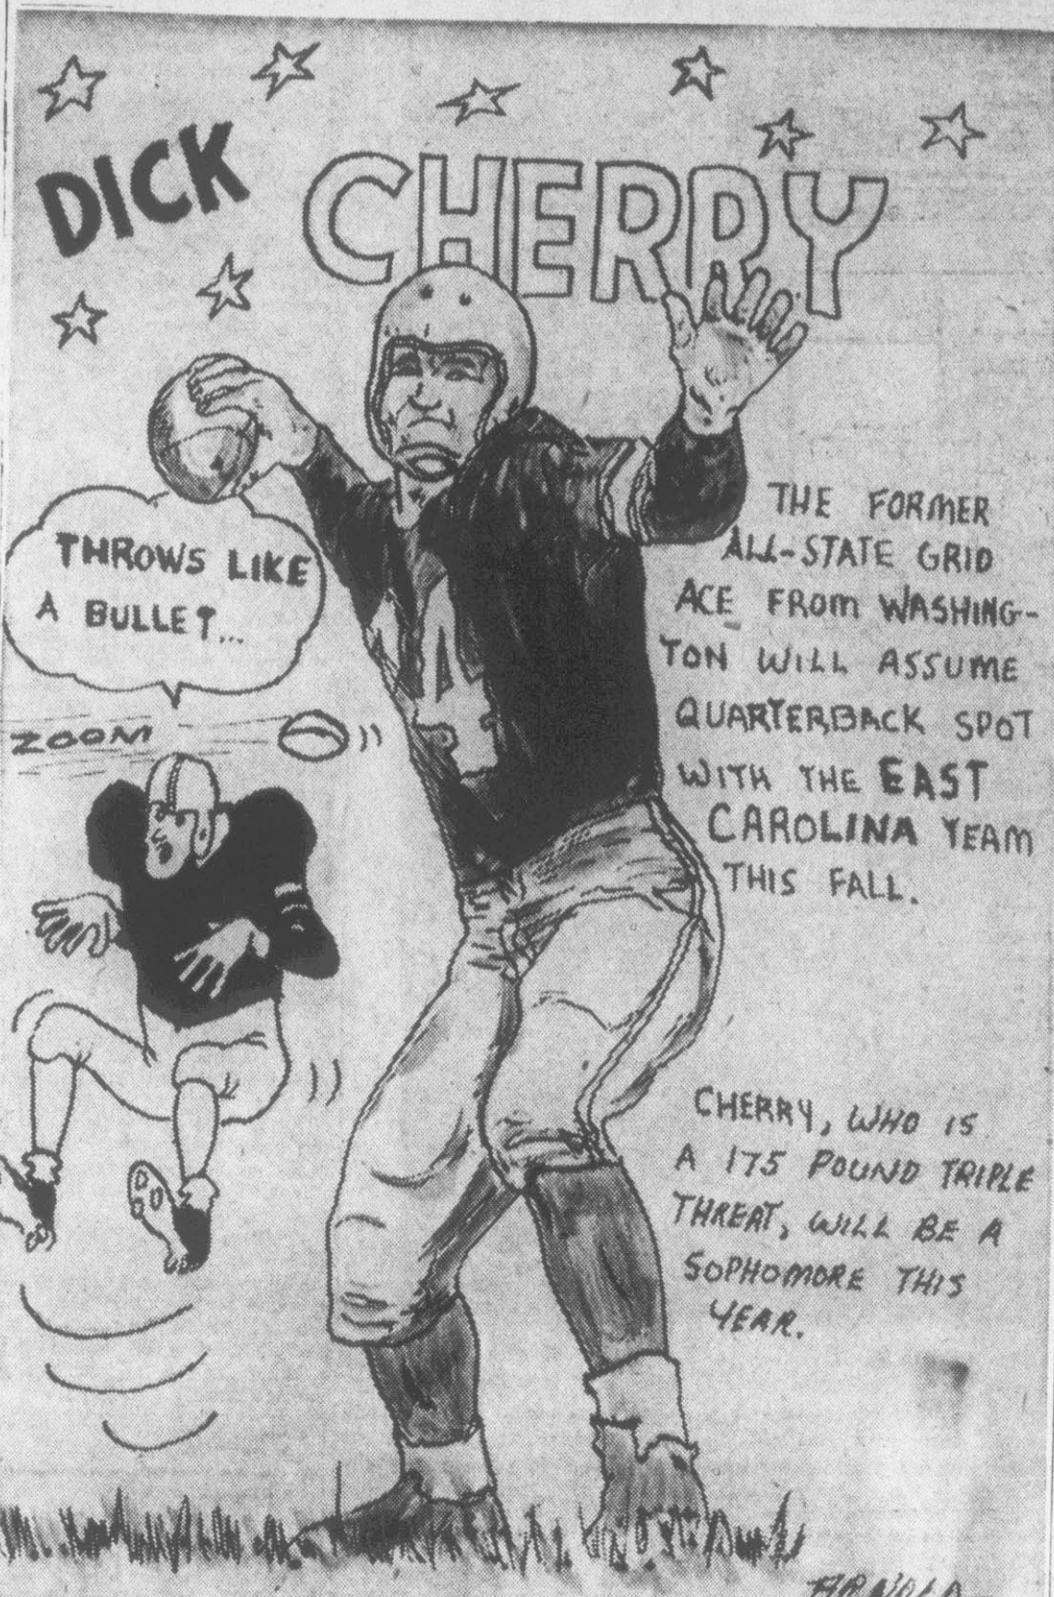 DICK CHERRY
THE FORMER
ALL-STATE GRID
ACE FROM WASHING-
TON WILL ASSUME
QUARTERBACK SPOT
WITH THE EAST
CAROLINA TEAM
THIS FALL.
THROWS LIKE
A BULLET...
ZOOM
CHERRY, WHO IS
A 175 POUND TRIPLE
THREAT, WILL BE A
SOPHOMORE THIS
YEAR.
ARNOLD